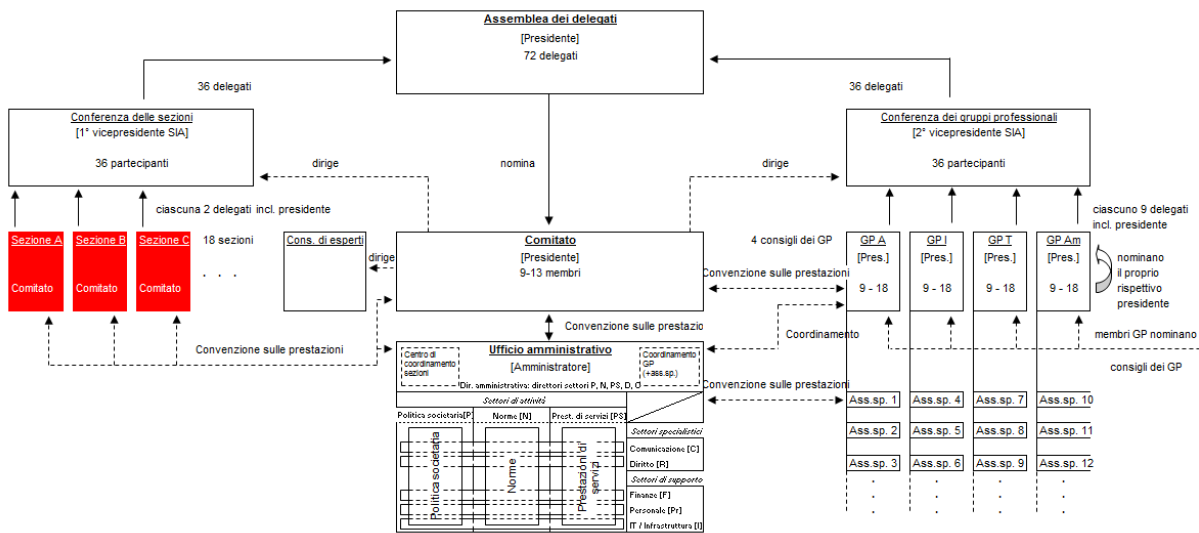 Assemblea dei delegati
[Presidente]
72 delegati
36 delegati
36 delegati
Conferenza delle sezioni
[1° vicepresidente SIA]
36 partecipanti
Conferenza dei gruppi professionali
[2° vicepresidente SIA]
36 partecipanti
dirige
nomina
dirige
ciascuna 2 delegati incl. presidente
ciascuno 9 delegati
incl. presidente
Sezione A
Comitato
Sezione B
Comitato
Sezione C
Comitato
18 sezioni
. . .
Cons. di esperti
dirige
Comitato
[Presidente]
9-13 membri
4 consigli dei GP
GP A
[Pres.]
9 - 18
GP I
[Pres.]
9 - 18
GP T
[Pres.]
9 - 18
GP Am
[Pres.]
9 - 18
nominano
il proprio
rispettivo
presidente
Convenzione sulle prestazioni
Convenzione sulle prestazio
Coordinamento
Convenzione sulle prestazioni
membri GP nominano
consigli dei GP
Ufficio amministrativo
[Amministratore]
Centro di
coordinamento
sezioni
Coordinamento
GP
(+ass.sp.)
Dir. amministrativa: direttori settori P, N, PS, D, C
Convenzione sulle prestazioni
Settori di attività
Politica societaria[P]
Norme [N]
Prest. di servizi [PS]
Politica societaria
Norme
Prestazioni di
servizi
Settori specialistici
Comunicazione [C]
Diritto [R]
Settori di supporto
Finanze [F]
Personale [Pr]
IT / Infrastruttura [I]
Ass.sp. 1
Ass.sp. 4
Ass.sp. 7
Ass.sp. 10
Ass.sp. 2
Ass.sp. 5
Ass.sp. 8
Ass.sp. 11
Ass.sp. 3
Ass.sp. 6
Ass.sp. 9
Ass.sp. 12